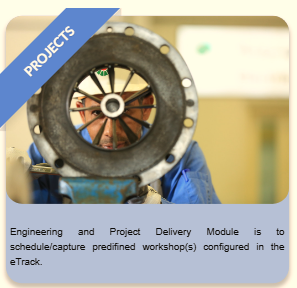 PROJECTS
Engineering and Project Delivery Module is to
schedule/capture predifined workshop(s) configured in the
eTrack.